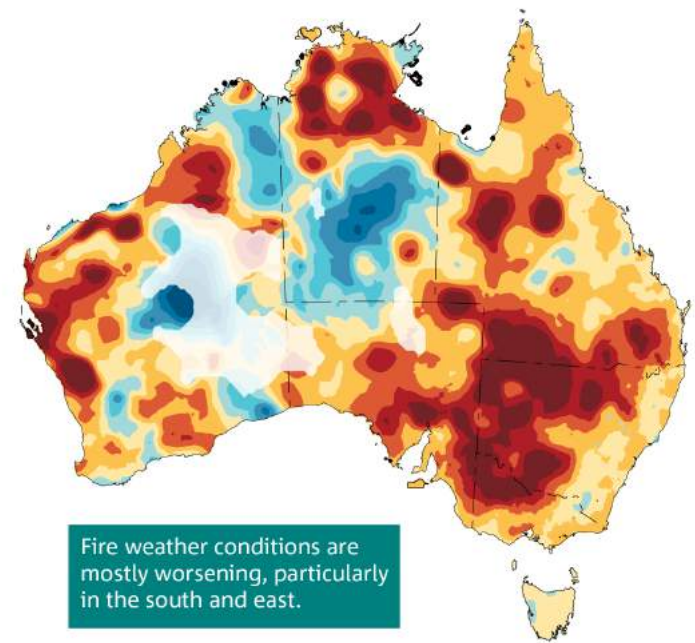 Fire weather conditions are
mostly worsening, particularly
in the south and east.